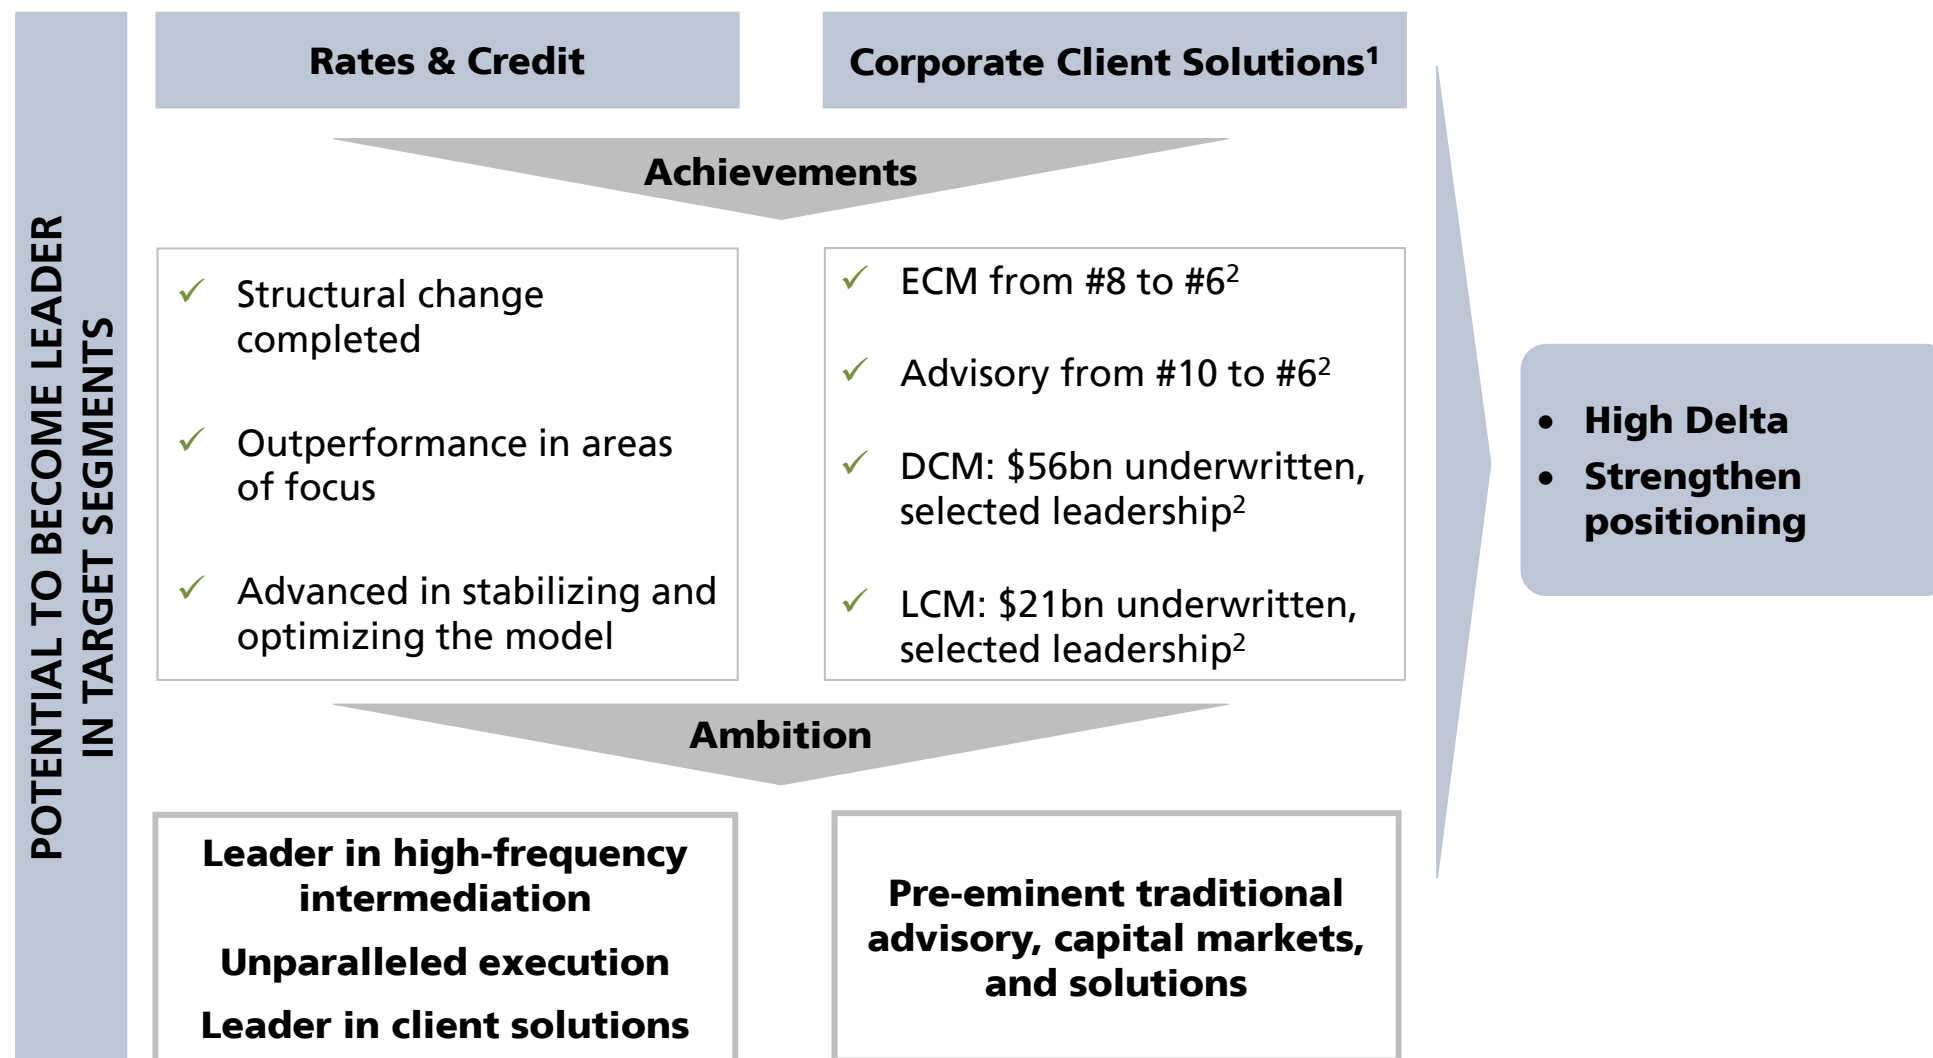 POTENTIAL TO BECOME LEADER
IN TARGET SEGMENTS
Rates & Credit
Corporate Client Solutions¹
Achievements
✓ Structural change
completed
✓ Outperformance in areas
of focus
✓ Advanced in stabilizing and
optimizing the model
✓ ECM from #8 to #6²
✓ Advisory from #10 to #6²
✓ DCM: $56bn underwritten,
selected leadership²
✓ LCM: $21bn underwritten,
selected leadership²
Ambition
Leader in high-frequency
intermediation
Unparalleled execution
Leader in client solutions
Pre-eminent traditional
advisory, capital markets,
and solutions
• High Delta
• Strengthen
positioning